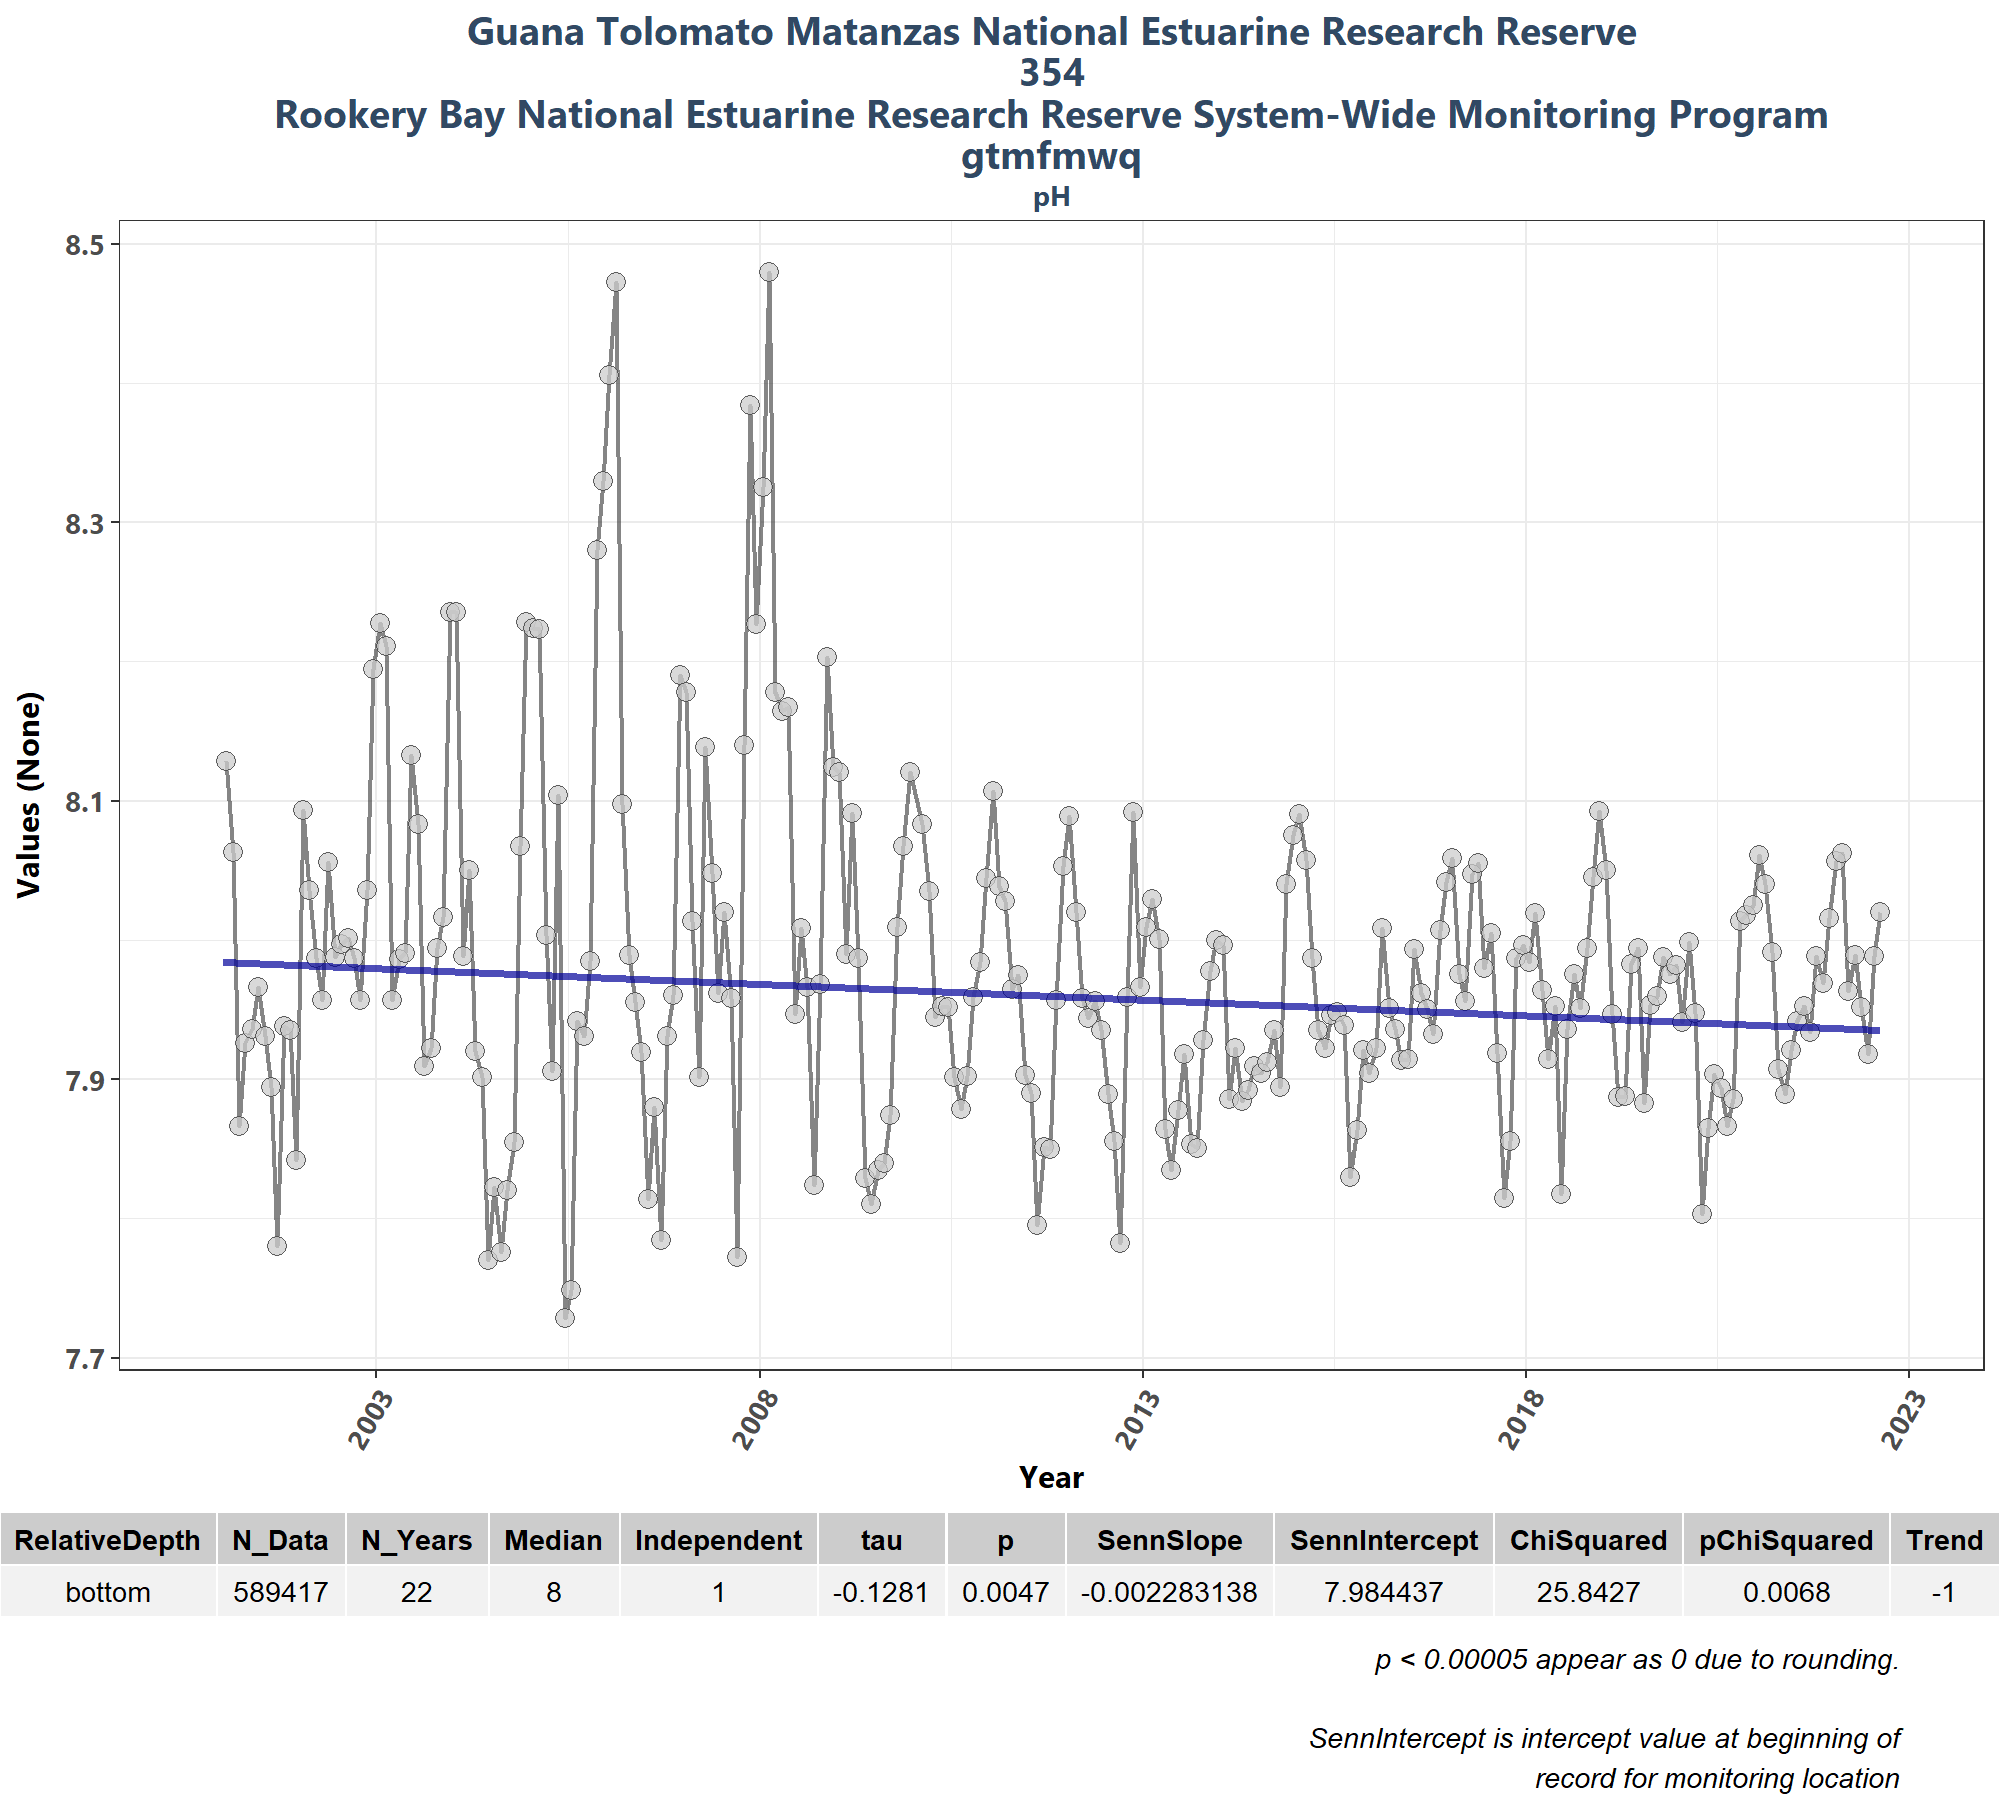 Guana Tolomato Matanzas National Estuarine Research Reserve
354
Rookery Bay National Estuarine Research Reserve System-Wide Monitoring Program
gtmfmwq
pH
8.5
8.3
8.1
7.9
7.7
Values (None)
2003 2008 2013 2018 2023
Year
RelativeDepth N_Data N_Years Median Independent tau p SennSlope SennIntercept ChiSquared pChiSquared Trend
bottom 589417 22 8 1 -0.1281 0.0047 -0.002283138 7.984437 25.8427 0.0068 -1
p < 0.00005 appear as 0 due to rounding.
SennIntercept is intercept value at beginning of
record for monitoring location